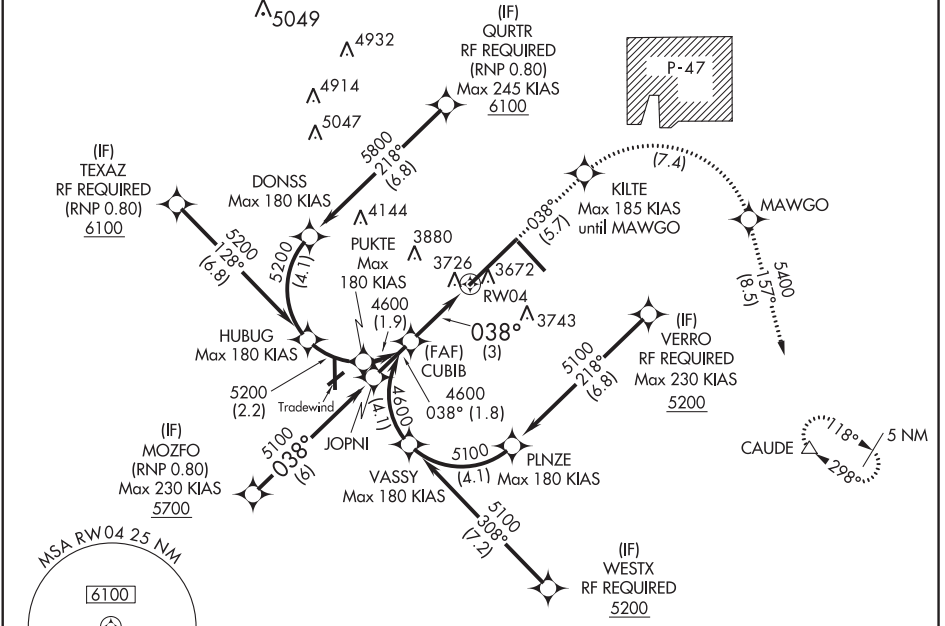 5049
4932
4914
5047
(IF)
QURTR
RF REQUIRED
(RNP 0.80)
Max 245 KIAS
6100
P-47
5800
218°
(6.8)
(IF)
TEXAZ
RF REQUIRED
(RNP 0.80)
6100
DONSS
Max 180 KIAS
5200
128°
(6.8)
5200
(4.1)
4144
3880
3726
3672
3743
PUKTE
Max
180 KIAS
4600
(1.9)
RW04
038°
(5.7)
KILTE
Max 185 KIAS
until MAWGO
(7.4)
MAWGO
5400
157°
(8.5)
038°
(3)
HUBUG
Max 180 KIAS
5200
(2.2)
Tradewind
(FAF)
CUBIB
4600
038° (1.8)
4600
(4.1)
JOPNI
(IF)
VERRO
RF REQUIRED
Max 230 KIAS
5200
5100
218°
(6.8)
(IF)
MOZFO
(RNP 0.80)
Max 230 KIAS
5700
5100
038°
(6)
VASSY
Max 180 KIAS
5100
(4.1)
PLNZE
Max 180 KIAS
5100
308°
(7.2)
(IF)
WESTX
RF REQUIRED
5200
CAUDE
118°
298°
5 NM
MSA RW04 25 NM
6100